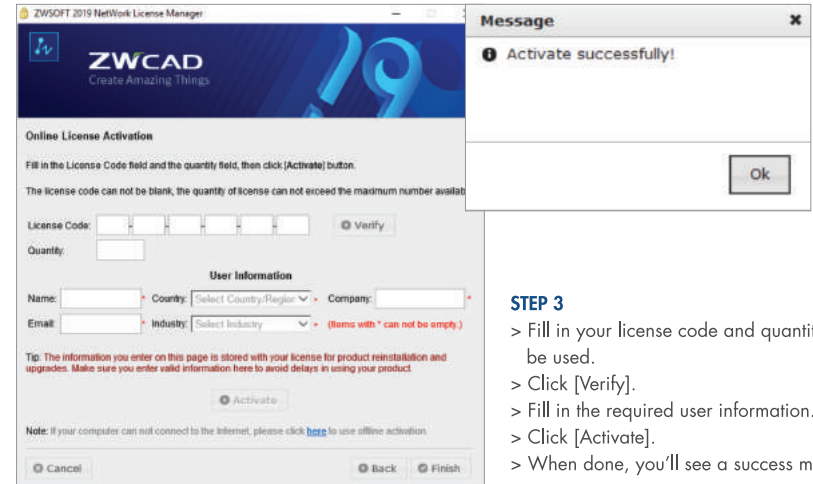 ZWSOFT 2019 NetWork License Manager
ZWCAD
Create Amazing Things
Online License Activation
Fill in the License Code field and the quantity field, then click [Activate] button.
The license code can not be blank, the quantity of license can not exceed the maximum number
License Code: - - - - - Verify
Quantity:
User Information
Name: * Country: Select Country/Region * Company: *
Email: * Industry: Select Industry * (Items with * can not be empty.)
Tip: The information you enter on this page is stored with your license for product reinstallation and
upgrades. Make sure you enter valid information here to avoid delays in using your product.
Activate
Note: If your computer can not connect to the Internet, please click here to use offline activation.
Cancel Back Finish
Message
Activate successfully!
Ok
STEP 3
> Fill in your license code and
be used.
> Click [Verify].
> Fill in the required user information.
> Click [Activate].
> When done, you'll see a success